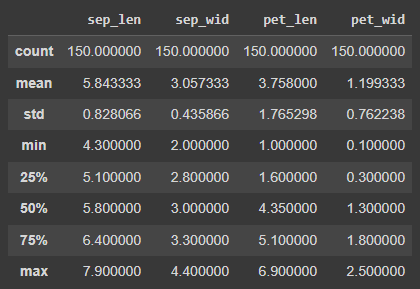 sep_len sep_wid pet_len pet_wid
count 150.000000 150.000000 150.000000 150.000000
mean 5.843333 3.057333 3.758000 1.199333
std 0.828066 0.435866 1.765298 0.762238
min 4.300000 2.000000 1.000000 0.100000
25% 5.100000 2.800000 1.600000 0.300000
50% 5.800000 3.000000 4.350000 1.300000
75% 6.400000 3.300000 5.100000 1.800000
max 7.900000 4.400000 6.900000 2.500000